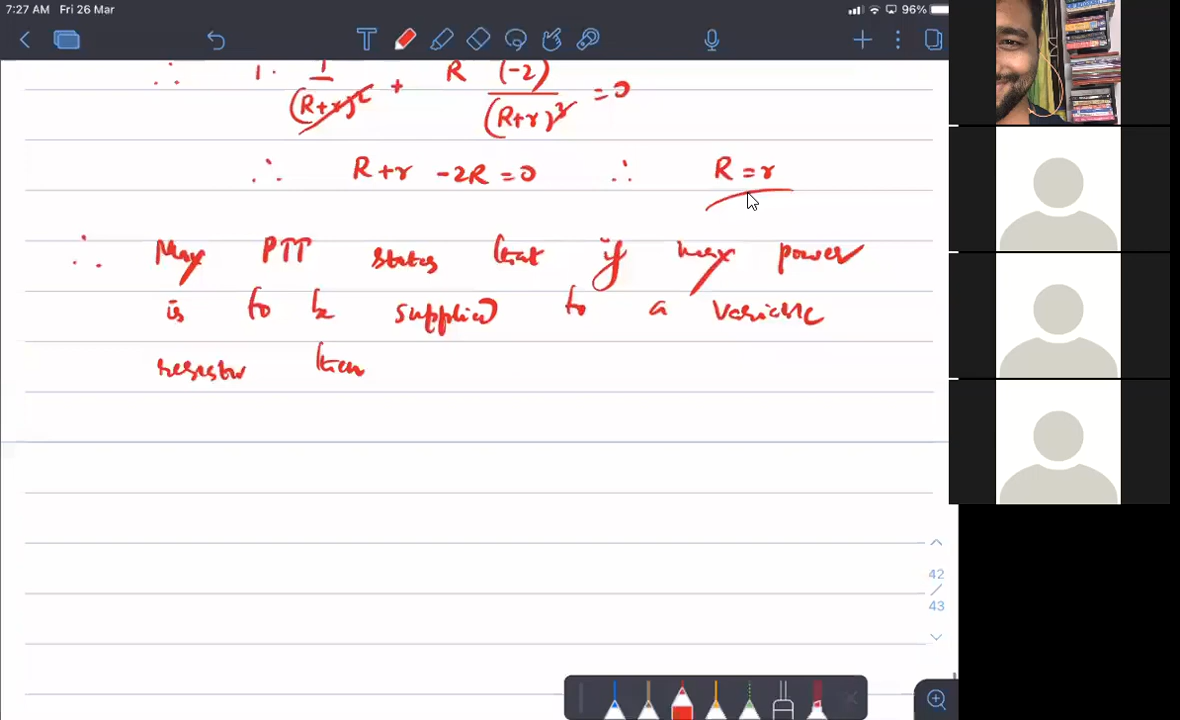 7:27 AM Fri 26 Mar 96%
∴ 1 · 1/(R+r)² + R (-2)/(R+r)³ = 0
∴ R+r -2R = 0 ∴ R = r
∴ Max PTT states that if max power
is to be supplied to a variable
resistor then
42
/
43